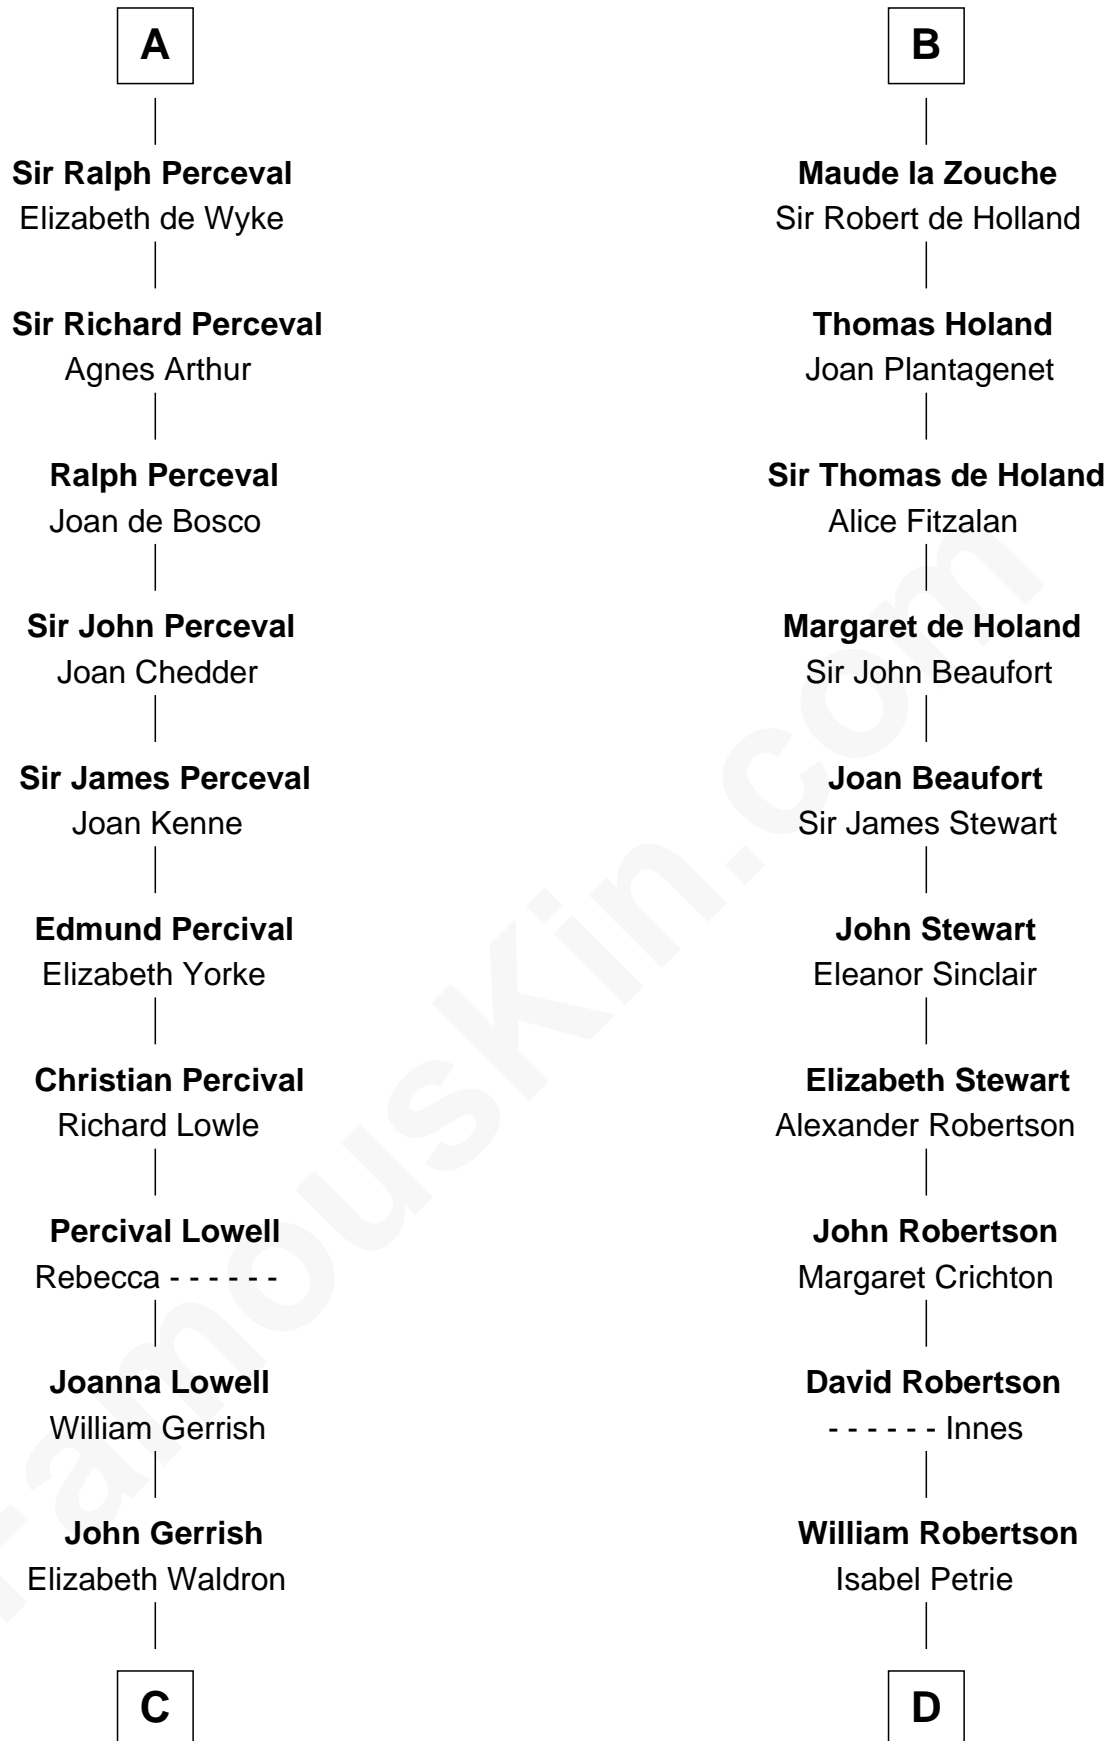 A
Sir Ralph Perceval
Elizabeth de Wyke
Sir Richard Perceval
Agnes Arthur
Ralph Perceval
Joan de Bosco
Sir John Perceval
Joan Chedder
Sir James Perceval
Joan Kenne
Edmund Percival
Elizabeth Yorke
Christian Percival
Richard Lowle
Percival Lowell
Rebecca - - - - - -
Joanna Lowell
William Gerrish
John Gerrish
Elizabeth Waldron
C
B
Maude la Zouche
Sir Robert de Holland
Thomas Holand
Joan Plantagenet
Sir Thomas de Holand
Alice Fitzalan
Margaret de Holand
Sir John Beaufort
Joan Beaufort
Sir James Stewart
John Stewart
Eleanor Sinclair
Elizabeth Stewart
Alexander Robertson
John Robertson
Margaret Crichton
David Robertson
- - - - - - Innes
William Robertson
Isabel Petrie
D
FamousKin.com